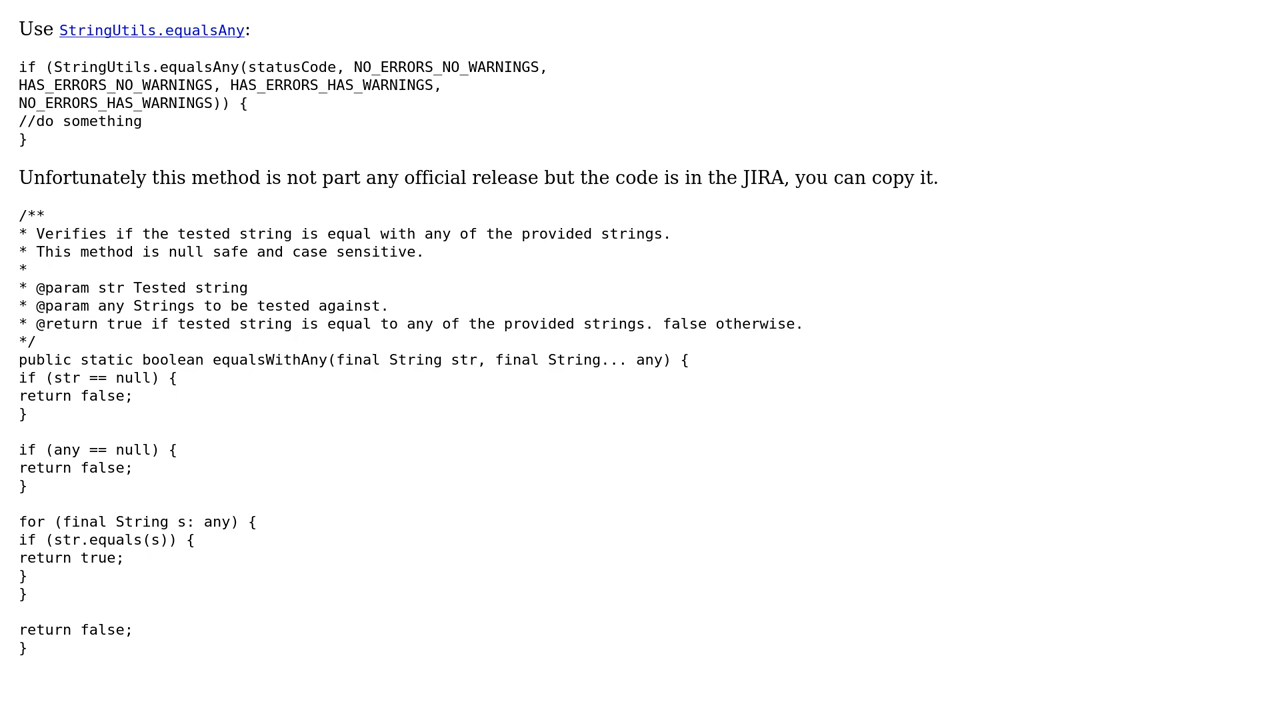 Use StringUtils.equalsAny:
if (StringUtils.equalsAny(statusCode, NO_ERRORS_NO_WARNINGS,
HAS_ERRORS_NO_WARNINGS, HAS_ERRORS_HAS_WARNINGS,
NO_ERRORS_HAS_WARNINGS)) {
//do something
}
Unfortunately this method is not part any official release but the code is in the JIRA, you can copy it.
/**
* Verifies if the tested string is equal with any of the provided strings.
* This method is null safe and case sensitive.
*
* @param str Tested string
* @param any Strings to be tested against.
* @return true if tested string is equal to any of the provided strings. false otherwise.
*/
public static boolean equalsWithAny(final String str, final String... any) {
if (str == null) {
return false;
}
if (any == null) {
return false;
}
for (final String s: any) {
if (str.equals(s)) {
return true;
}
}
return false;
}